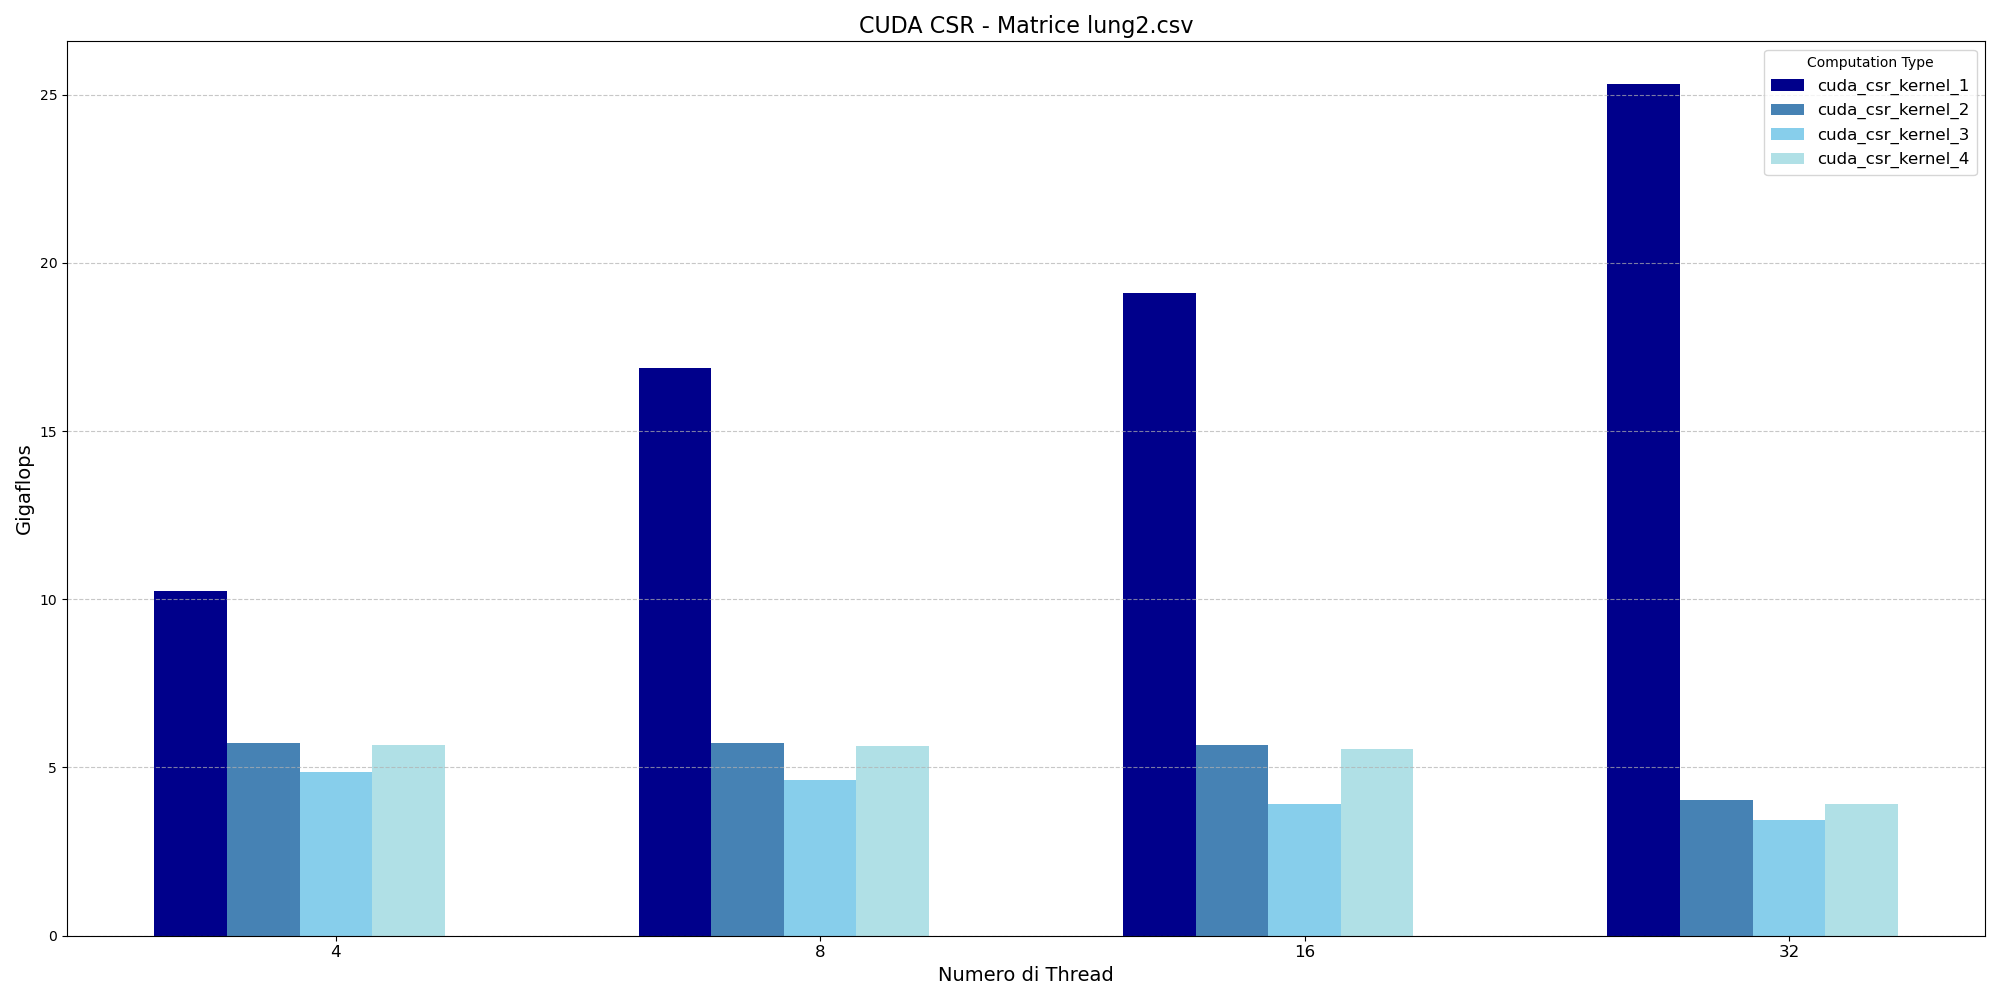 CUDA CSR - Matrice lung2.csv
Computation Type
cuda_csr_kernel_1
cuda_csr_kernel_2
cuda_csr_kernel_3
cuda_csr_kernel_4
Gigaflops
25
20
15
10
5
0
4 8 16 32
Numero di Thread